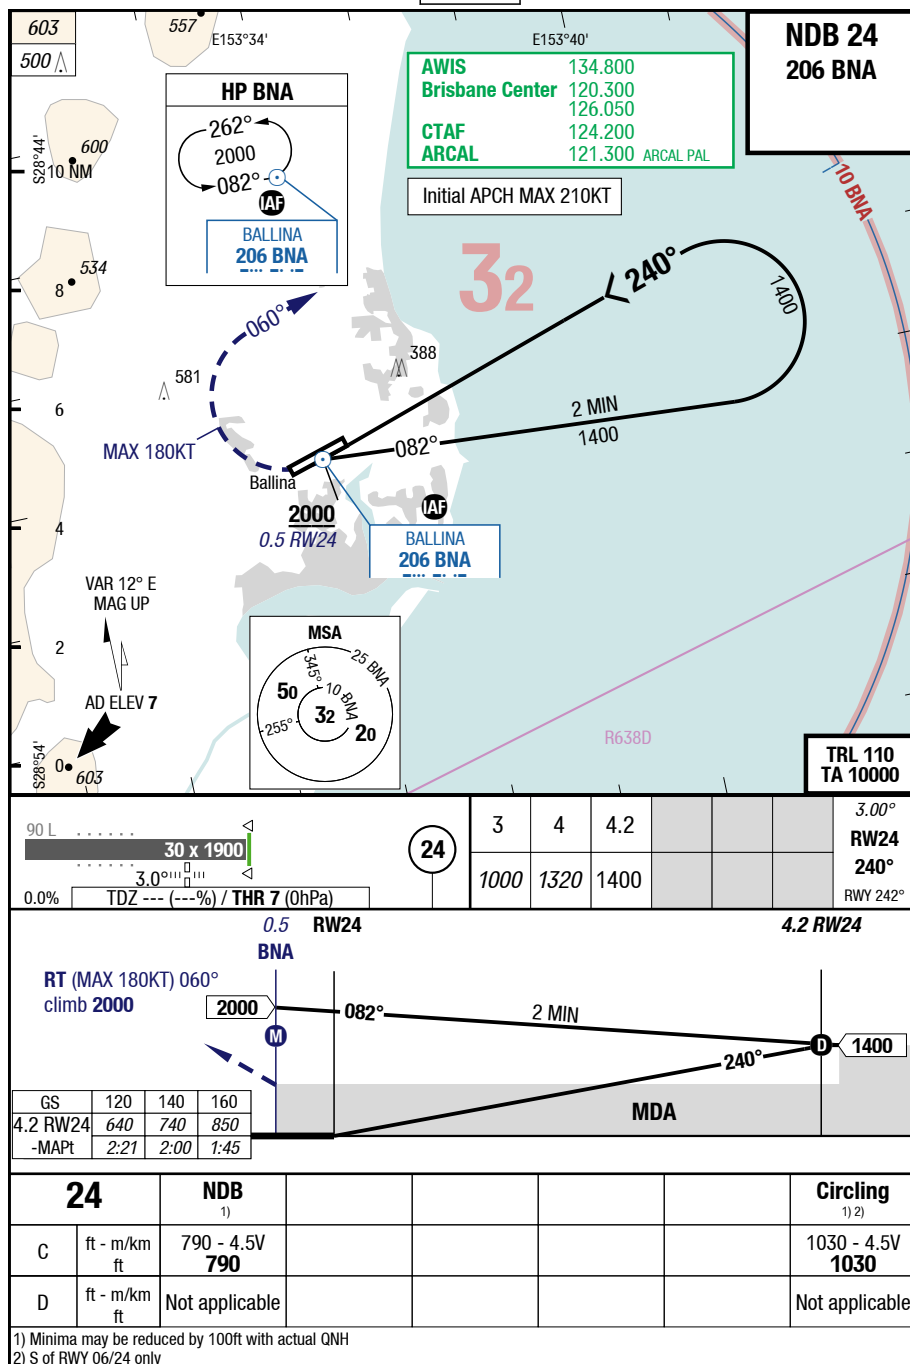 603
500
557
E153°34'
E153°40'
NDB 24
206 BNA
AWIS 134.800
Brisbane Center 120.300
126.050
CTAF 124.200
ARCAL 121.300 ARCAL PAL
Initial APCH MAX 210KT
HP BNA
262°
2000
082°
IAF
BALLINA
206 BNA
S28°44'
600
10 NM
10 BNA
534
8
32
240°
1400
060°
388
581
6
2 MIN
1400
082°
MAX 180KT
Ballina
2000
0.5 RW24
IAF
BALLINA
206 BNA
4
VAR 12° E
MAG UP
2
AD ELEV 7
MSA
345°
25 BNA
10 BNA
50
32
20
255°
R638D
S28°54'
0
603
TRL 110
TA 10000
90 L
30 x 1900
3.0°
0.0%
TDZ --- (---%) / THR 7 (0hPa)
24
3 4 4.2
1000 1320 1400
3.00°
RW24
240°
RWY 242°
0.5 RW24 4.2 RW24
BNA
RT (MAX 180KT) 060°
climb 2000
2000
082°
2 MIN
M
D
1400
240°
MDA
GS 120 140 160
4.2 RW24 640 740 850
-MAPt 2:21 2:00 1:45
24 NDB Circling
1) 1) 2)
C ft - m/km 790 - 4.5V 1030 - 4.5V
ft 790 1030
D ft - m/km Not applicable Not applicable
ft
1) Minima may be reduced by 100ft with actual QNH
2) S of RWY 06/24 only